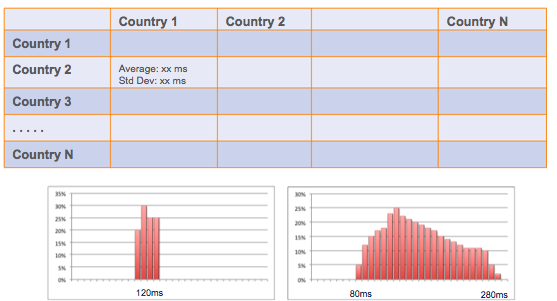 Country 1 Country 2 Country N
Country 1
Country 2 Average: xx ms
Std Dev: xx ms
Country 3
. . . . .
Country N
35%
30%
25%
20%
15%
10%
5%
0%
120ms
30%
25%
20%
15%
10%
5%
0%
80ms 280ms